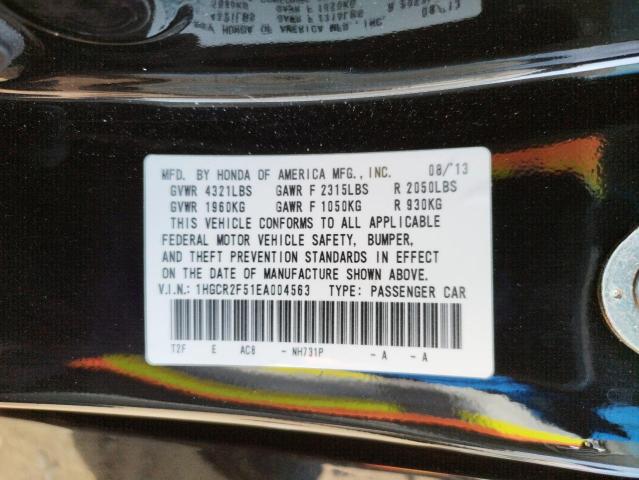 MFD. BY HONDA OF AMERICA MFG., INC. 08/'13
GVWR 4321LBS GAWR F 2315LBS R 2050LBS
GVWR 1960KG GAWR F 1050KG R 930KG
THIS VEHICLE CONFORMS TO ALL APPLICABLE
FEDERAL MOTOR VEHICLE SAFETY, BUMPER,
AND THEFT PREVENTION STANDARDS IN EFFECT
ON THE DATE OF MANUFACTURE SHOWN ABOVE.
V.I.N.: 1HGCR2F51EA004563 TYPE: PASSENGER CAR
T2F E AC8 - NH731P - A - A